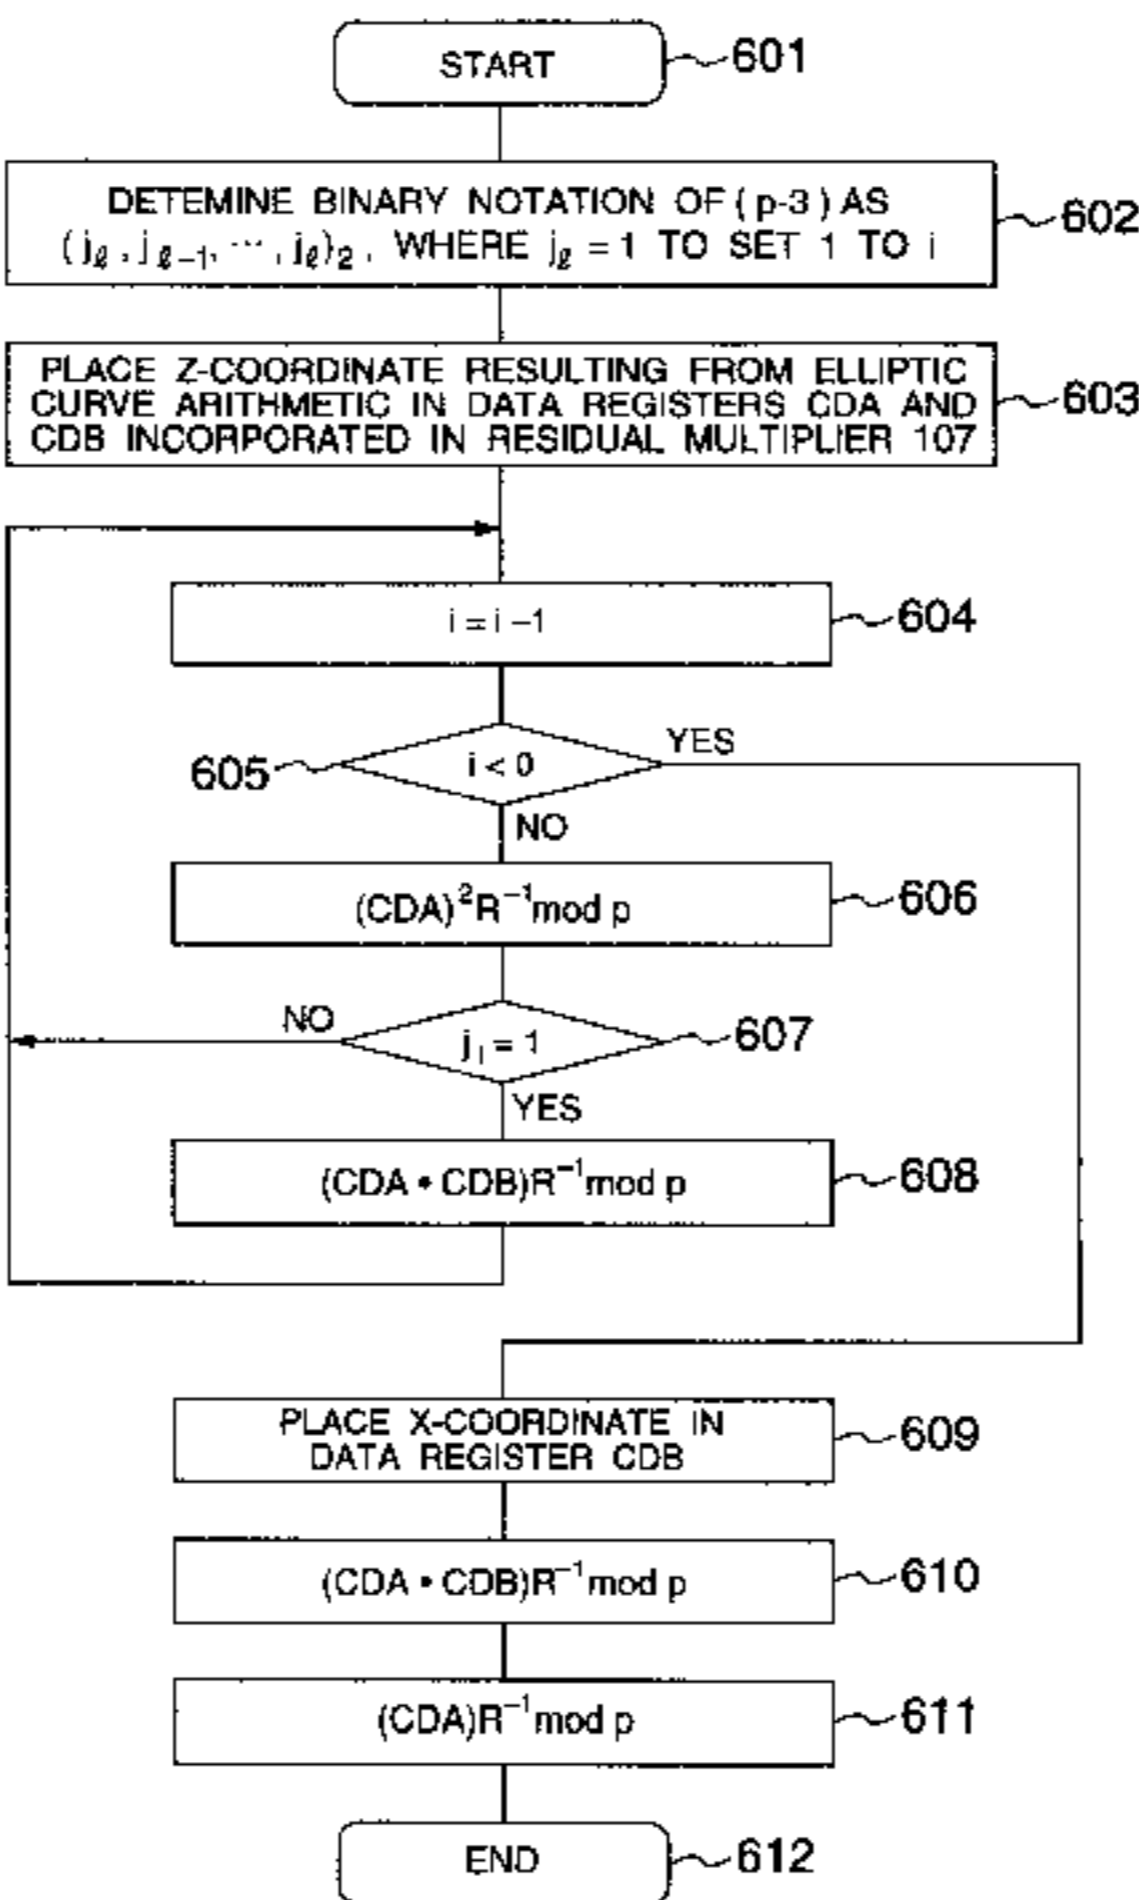 START
601
DETEMINE BINARY NOTATION OF ( p-3 ) AS
(jℓ , jℓ−1, ··· , jℓ)2 , WHERE jℓ = 1 TO SET 1 TO i
602
PLACE Z-COORDINATE RESULTING FROM ELLIPTIC
CURVE ARITHMETIC IN DATA REGISTERS CDA AND
CDB INCORPORATED IN RESIDUAL MULTIPLIER 107
603
i = i −1
604
605
i < 0
YES
NO
(CDA)²R⁻¹mod p
606
NO
jᵢ = 1
607
YES
(CDA • CDB)R⁻¹mod p
608
PLACE X-COORDINATE IN
DATA REGISTER CDB
609
(CDA • CDB)R⁻¹mod p
610
(CDA)R⁻¹mod p
611
END
612